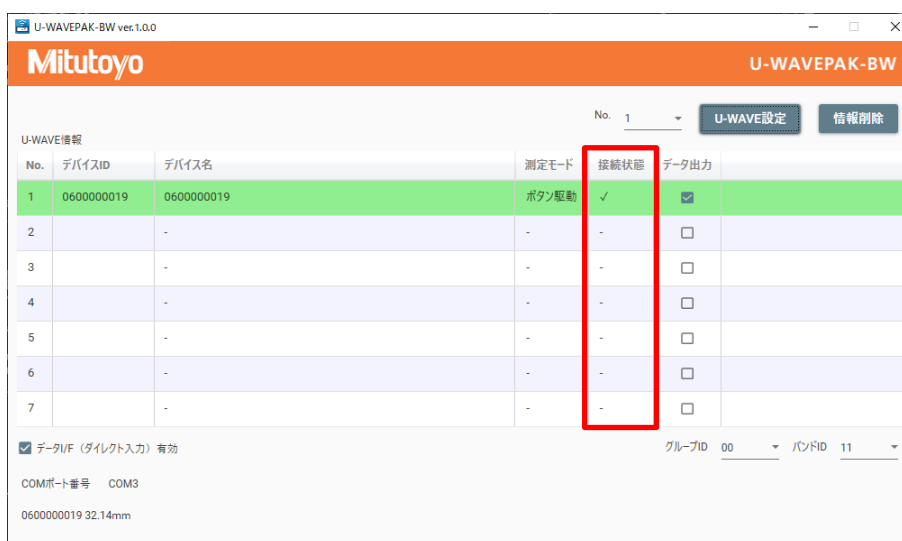 U-WAVEPAK-BW ver.1.0.0
Mitutoyo U-WAVEPAK-BW
No. 1 U-WAVE設定 情報削除
U-WAVE情報
No. デバイスID デバイス名 測定モード 接続状態 データ出力
1 0600000019 0600000019 ボタン駆動 ✓
2 - - -
3 - - -
4 - - -
5 - - -
6 - - -
7 - - -
データI/F（ダイレクト入力）有効 グループID 00 バンドID 11
COMポート番号 COM3
0600000019 32.14mm